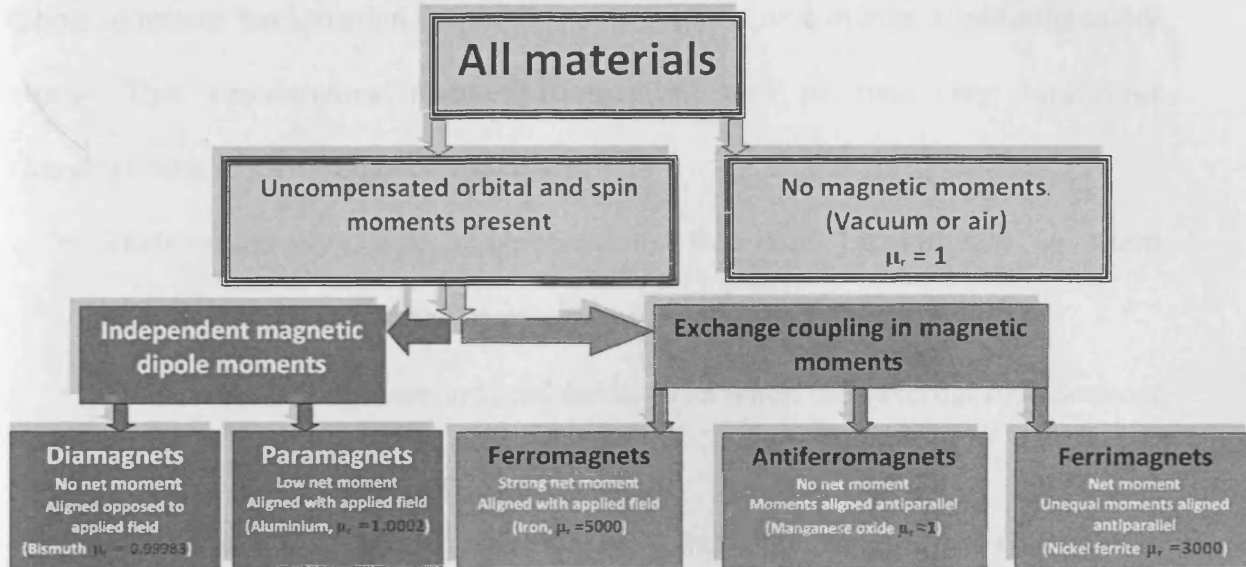 All materials
Uncompensated orbital and spin
moments present
No magnetic moments.
(Vacuum or air)
μr = 1
Independent magnetic
dipole moments
Exchange coupling in magnetic
moments
Diamagnets
No net moment
Aligned opposed to
applied field
(Bismuth μr = 0.99983)
Paramagnets
Low net moment
Aligned with applied field
(Aluminium, μr =1.0002)
Ferromagnets
Strong net moment
Aligned with applied field
(Iron, μr =5000)
Antiferromagnets
No net moment
Moments aligned antiparallel
(Manganese oxide μr ≈1)
Ferrimagnets
Net moment
Unequal moments aligned
antiparallel
(Nickel ferrite μr =3000)